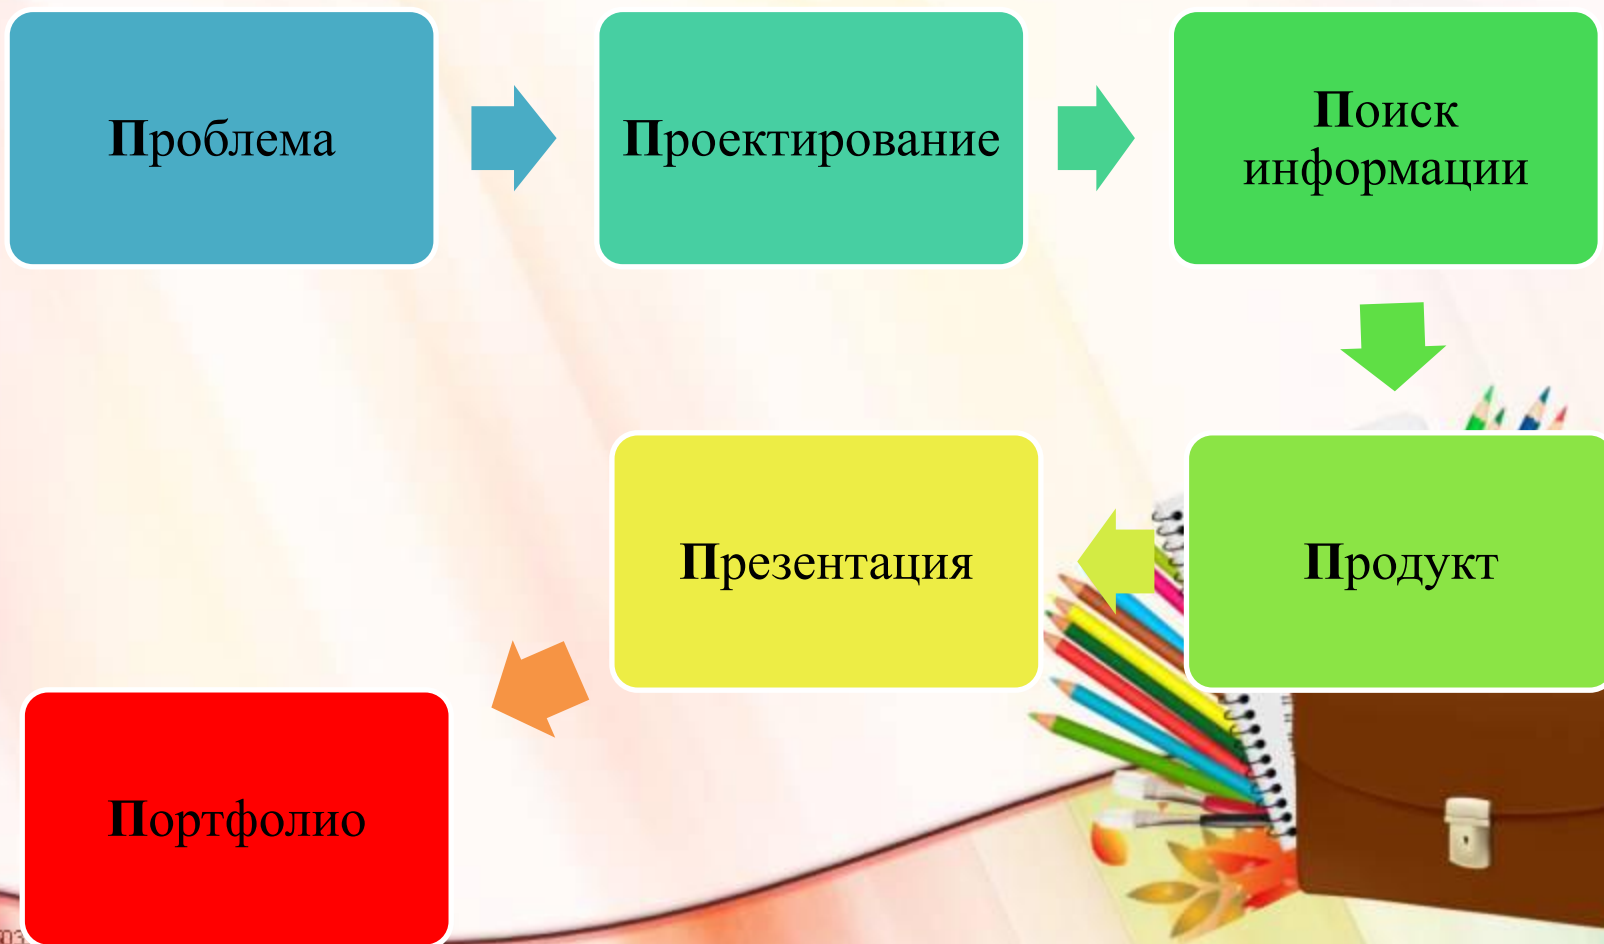 Проблема
Проектирование
Поиск
информации
Продукт
Презентация
Портфолио